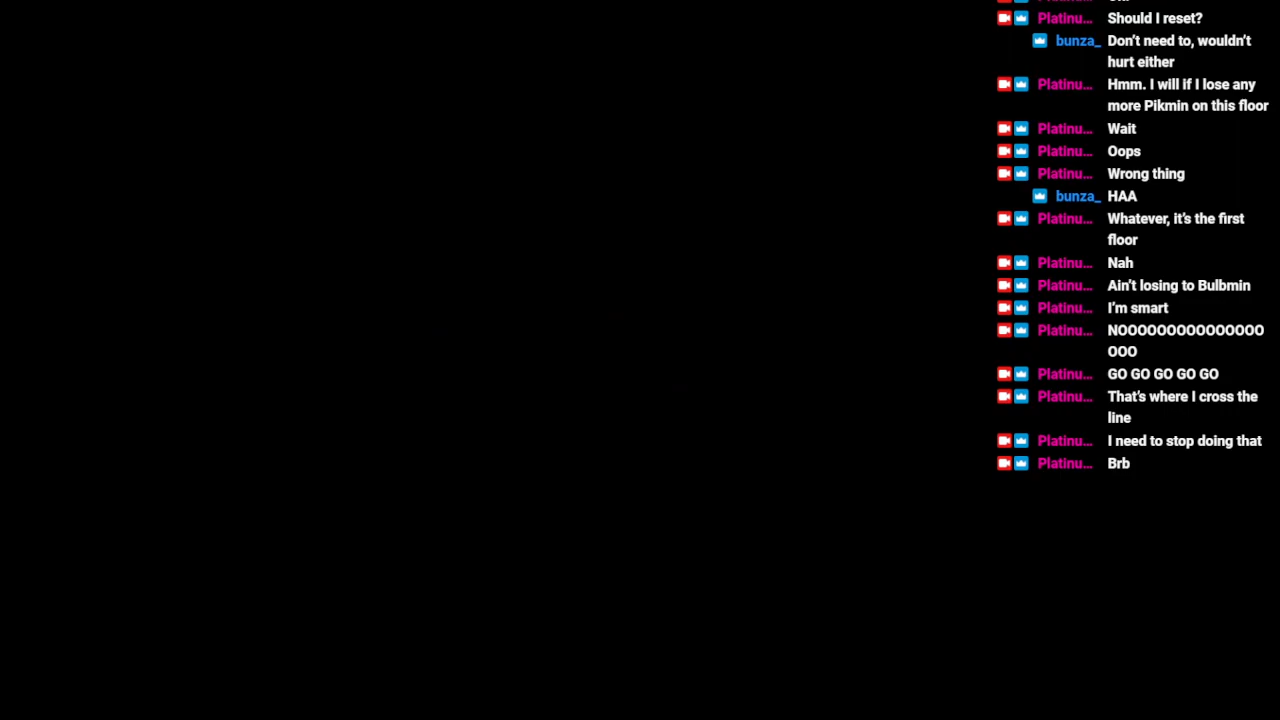 Platinu... Should I reset?
bunza_ Don't need to, wouldn't
hurt either
Platinu... Hmm. I will if I lose any
more Pikmin on this floor
Platinu... Wait
Platinu... Oops
Platinu... Wrong thing
bunza_ HAA
Platinu... Whatever, it's the first
floor
Platinu... Nah
Platinu... Ain't losing to Bulbmin
Platinu... I'm smart
Platinu... NOOOOOOOOOOOOOOO
OOO
Platinu... GO GO GO GO GO
Platinu... That's where I cross the
line
Platinu... I need to stop doing that
Platinu... Brb